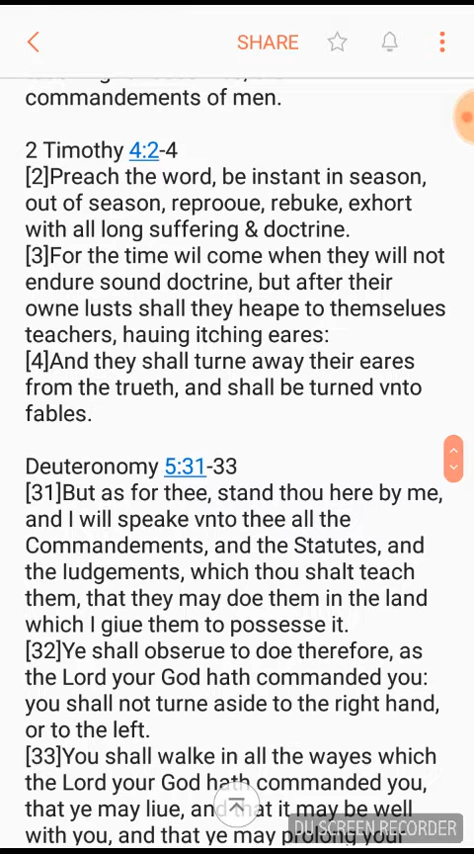 SHARE
commandements of men.
2 Timothy 4:2-4
[2]Preach the word, be instant in season,
out of season, reprooue, rebuke, exhort
with all long suffering & doctrine.
[3]For the time wil come when they will not
endure sound doctrine, but after their
owne lusts shall they heape to themselues
teachers, hauing itching eares:
[4]And they shall turne away their eares
from the trueth, and shall be turned vnto
fables.
Deuteronomy 5:31-33
[31]But as for thee, stand thou here by me,
and I will speake vnto thee all the
Commandements, and the Statutes, and
the Iudgements, which thou shalt teach
them, that they may doe them in the land
which I giue them to possesse it.
[32]Ye shall obserue to doe therefore, as
the Lord your God hath commanded you:
you shall not turne aside to the right hand,
or to the left.
[33]You shall walke in all the wayes which
the Lord your God hath commanded you,
that ye may liue, and that it may be well
with you, and that ye may prolong your
DU SCREEN RECORDER